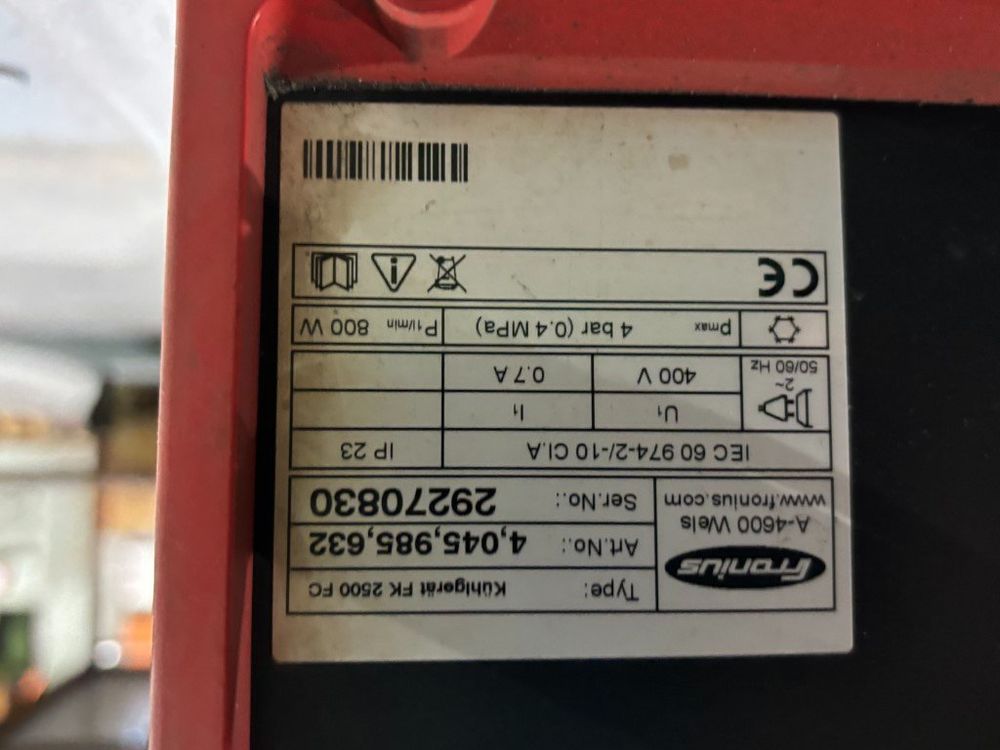 Fronius
A-4600 Wels
www.fronius.com
Type: Kühlgerät FK 2500 FC
Art.No.: 4,045,985,632
Ser.No.: 29270830
IEC 60 974-2/-10 Cl.A IP 23
2~
50/60 Hz
U1 I1
400 V 0.7 A
pmax 4 bar (0.4 MPa) P1l/min 800 W
CE i